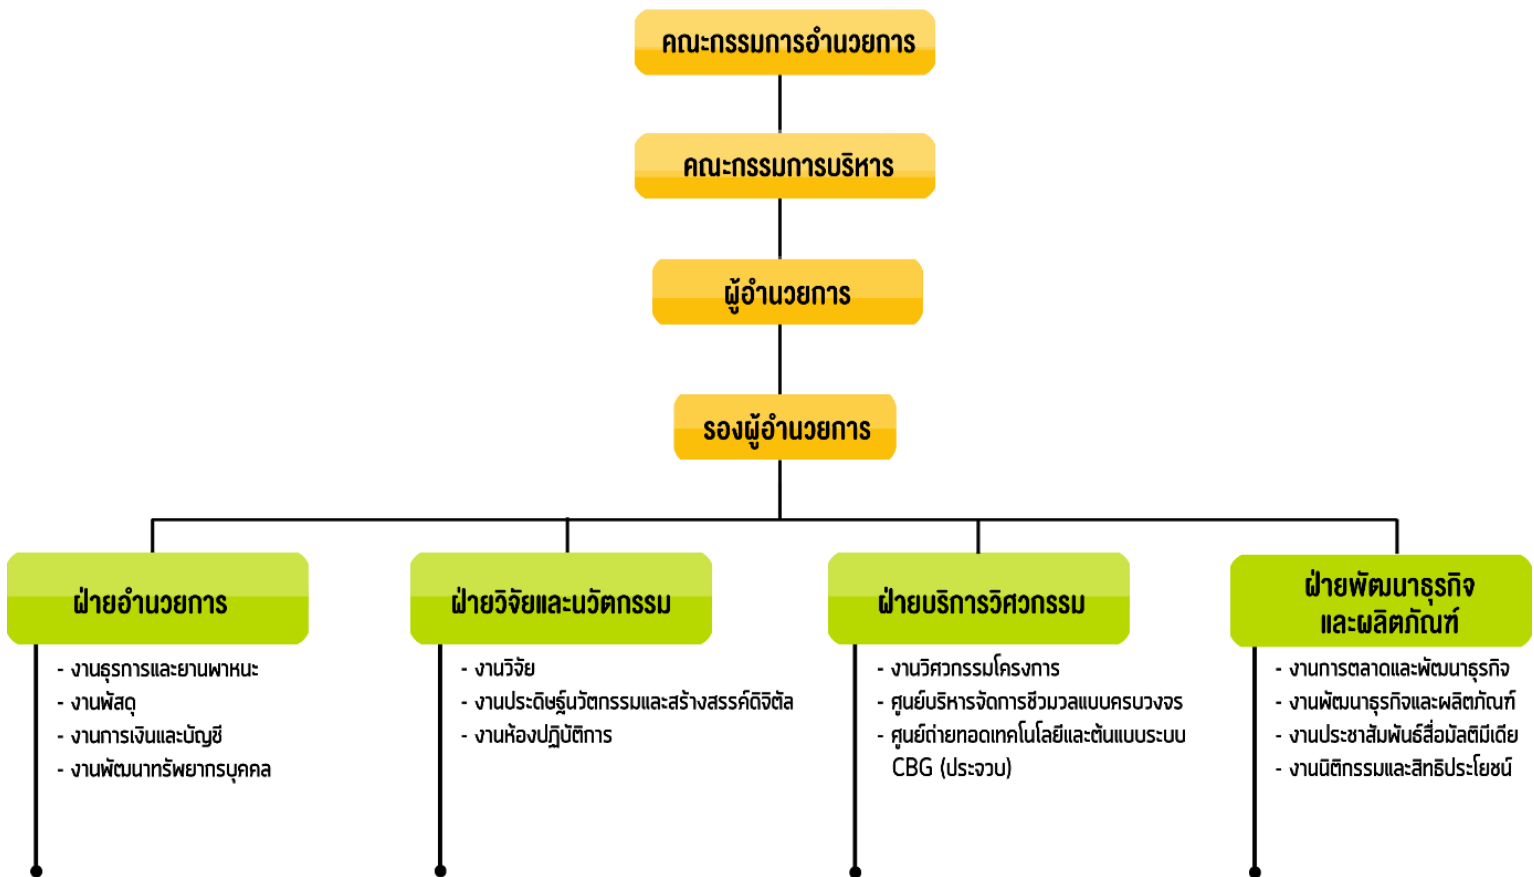 คณะกรรมการอำนวยการ
คณะกรรมการบริหาร
ผู้อำนวยการ
รองผู้อำนวยการ
ฝ่ายอำนวยการ
- งานธุรการและยานพาหนะ
- งานพัสดุ
- งานการเงินและบัญชี
- งานพัฒนาทรัพยากรบุคคล
ฝ่ายวิจัยและนวัตกรรม
- งานวิจัย
- งานประดิษฐ์นวัตกรรมและสร้างสรรค์ดิจิตัล
- งานห้องปฏิบัติการ
ฝ่ายบริการวิศวกรรม
- งานวิศวกรรมโครงการ
- ศูนย์บริหารจัดการชีวมวลแบบครบวงจร
- ศูนย์ถ่ายทอดเทคโนโลยีและต้นแบบระบบ
CBG (ประจวบ)
ฝ่ายพัฒนาธุรกิจ
และผลิตภัณฑ์
- งานการตลาดและพัฒนาธุรกิจ
- งานพัฒนาธุรกิจและผลิตภัณฑ์
- งานประชาสัมพันธ์สื่อมัลติมีเดีย
- งานนิติกรรมและสิทธิประโยชน์